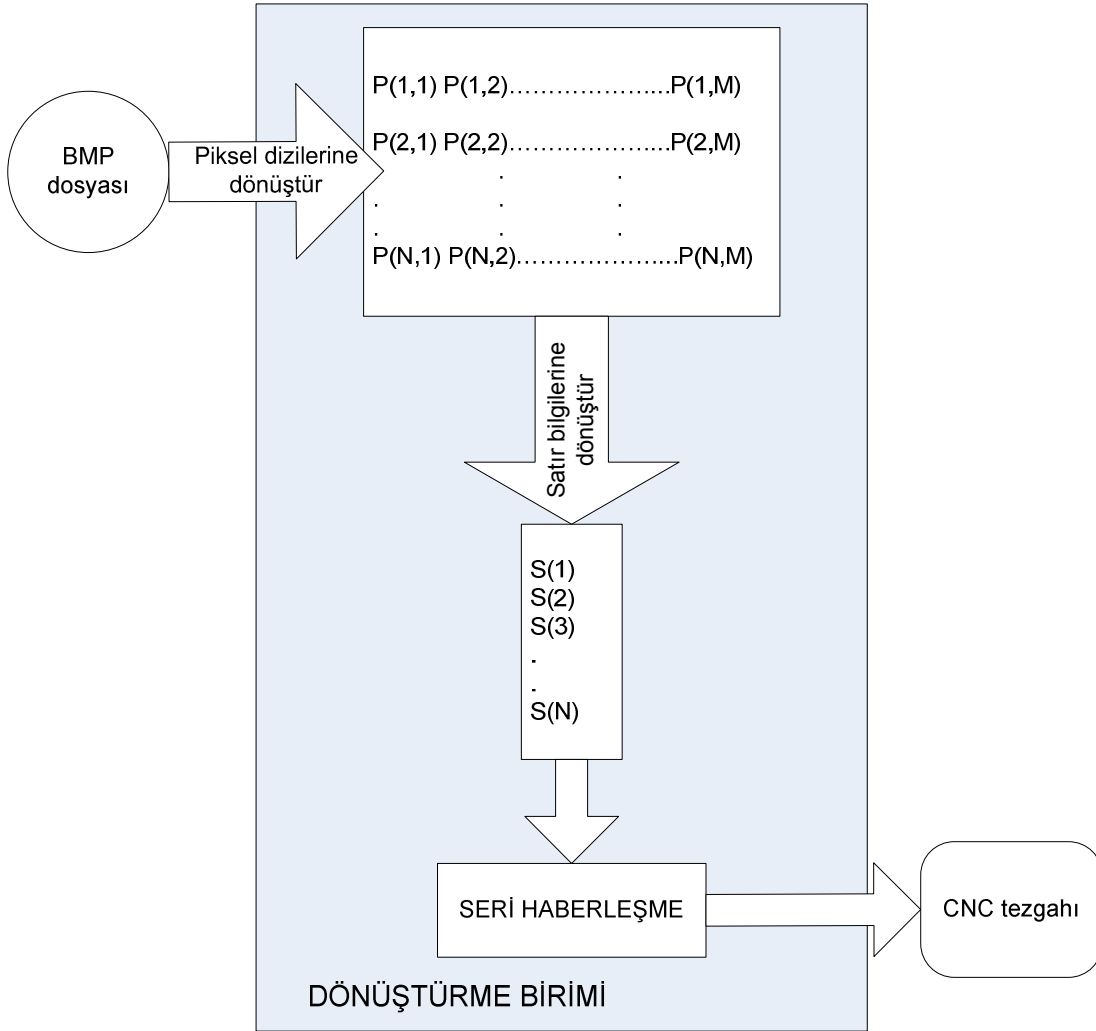 BMP
dosyası
Piksel dizilerine
dönüştür
P(1,1) P(1,2)…………………...P(1,M)
P(2,1) P(2,2)…………………...P(2,M)
. .
. . .
. . .
P(N,1) P(N,2)…………………...P(N,M)
Satır bilgilerine
dönüştür
S(1)
S(2)
S(3)
.
.
S(N)
SERİ HABERLEŞME
CNC tezgahı
DÖNÜŞTÜRME BİRİMİ